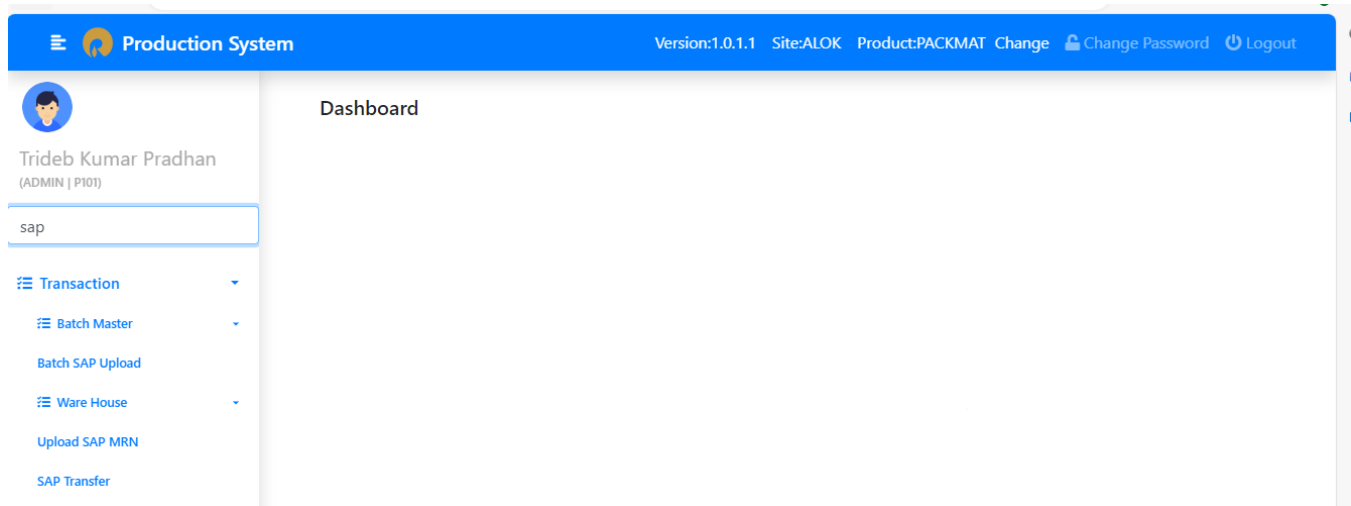 Production System
Version:1.0.1.1 Site:ALOK Product:PACKMAT Change Change Password Logout
Dashboard
Trideb Kumar Pradhan
(ADMIN | P101)
sap
Transaction
Batch Master
Batch SAP Upload
Ware House
Upload SAP MRN
SAP Transfer